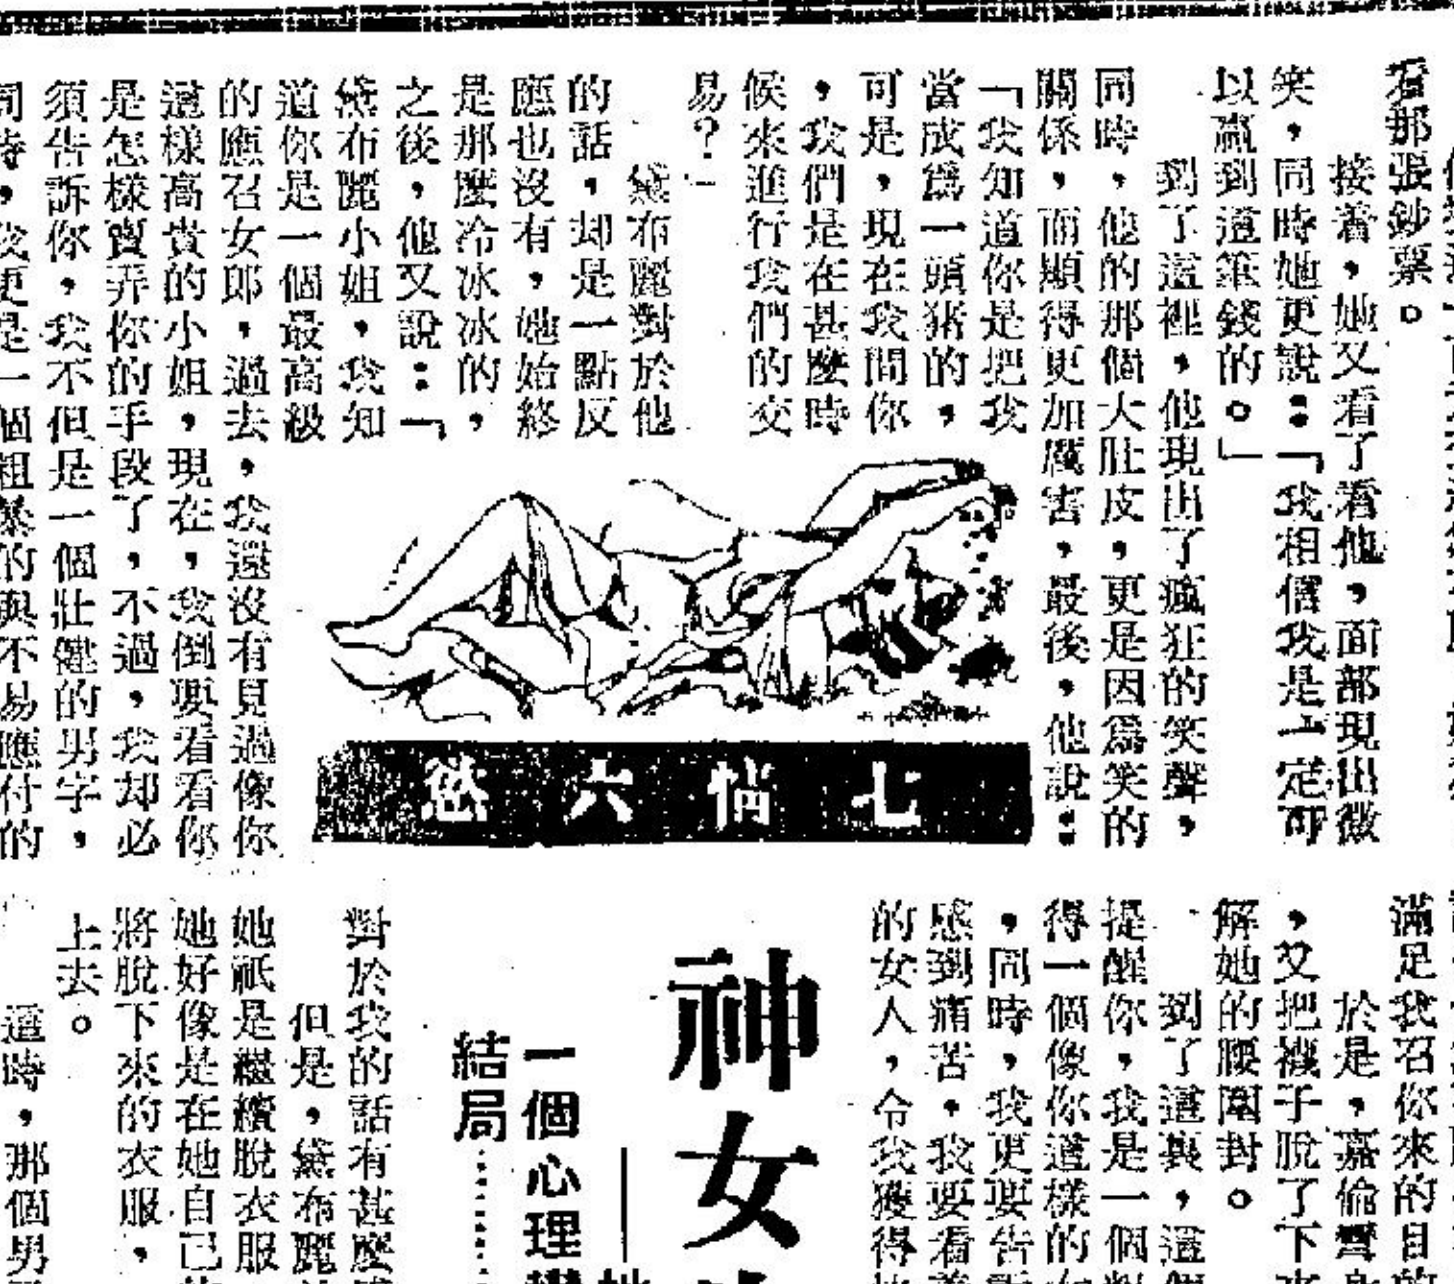 看那張鈔票。
接着,她又看了看他,面部現出微
笑,同時她更說:「我相信我是一定可
以贏到這筆錢的。」
到了這裡,他現出了瘋狂的笑聲,
同時,他的那個大肚皮,更是因爲笑的
關係,而顯得更加厲害,最後,他說:
「我知道你是把我
當成爲一頭猪的,
可是,現在我問你
,我們是在甚麼時
候來進行我們的交
易?」
黛布麗對於他
的話,却是一點反
應也沒有,她始終
是那麼冷冰冰的,
之後,他又說:「
黛布麗小姐,我知
道你是一個最高級
的應召女郎,過去,我還沒有見過像你
這樣高貴的小姐,現在,我倒要看看你
是怎樣賣弄你的手段了,不過,我却必
須告訴你,我不但是一個壯健的男字,
同時,我更是一個粗暴的與不易應付的
七情六慾
滿足我召你來的目的
於是,嘉倫彎
,又把襪子脫了下來
解她的腰圍封。
到了這裏,這個
提醒你,我是一個
得一個像你這樣的女
,同時,我更要告訴
感到痛苦,我要看着
的女人,令我獲得
神女
一個心理變
結局
對於我的話有甚麼
但是,黛布麗
她祇是繼續脫衣服
她好像是在她自己的
將脫下來的衣服,
上去。
這時,那個男